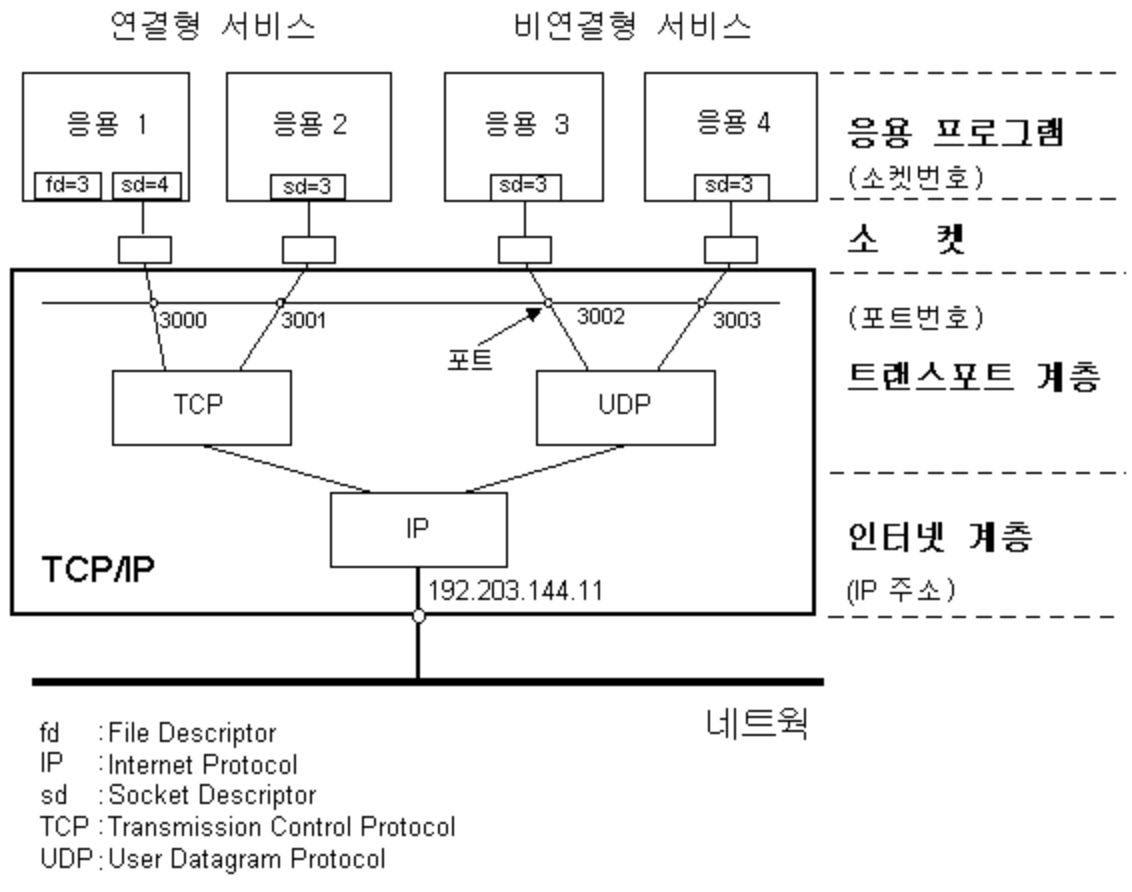 연결형 서비스
비연결형 서비스
응용 1
응용 2
응용 3
응용 4
fd=3
sd=4
sd=3
sd=3
sd=3
응용 프로그램
(소켓번호)
소 켓
3000
3001
3002
3003
포트
(포트번호)
트랜스포트 계층
TCP
UDP
IP
인터넷 계층
(IP 주소)
TCP/IP
192.203.144.11
네트웍
fd :File Descriptor
IP :Internet Protocol
sd :Socket Descriptor
TCP :Transmission Control Protocol
UDP:User Datagram Protocol